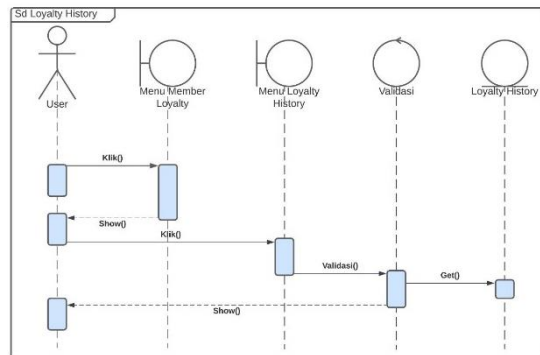 Sd Loyalty History
User
Menu Member
Loyalty
Menu Loyalty
History
Validasi
Loyalty History
Klik()
Show()
Klik()
Validasi()
Get()
Show()